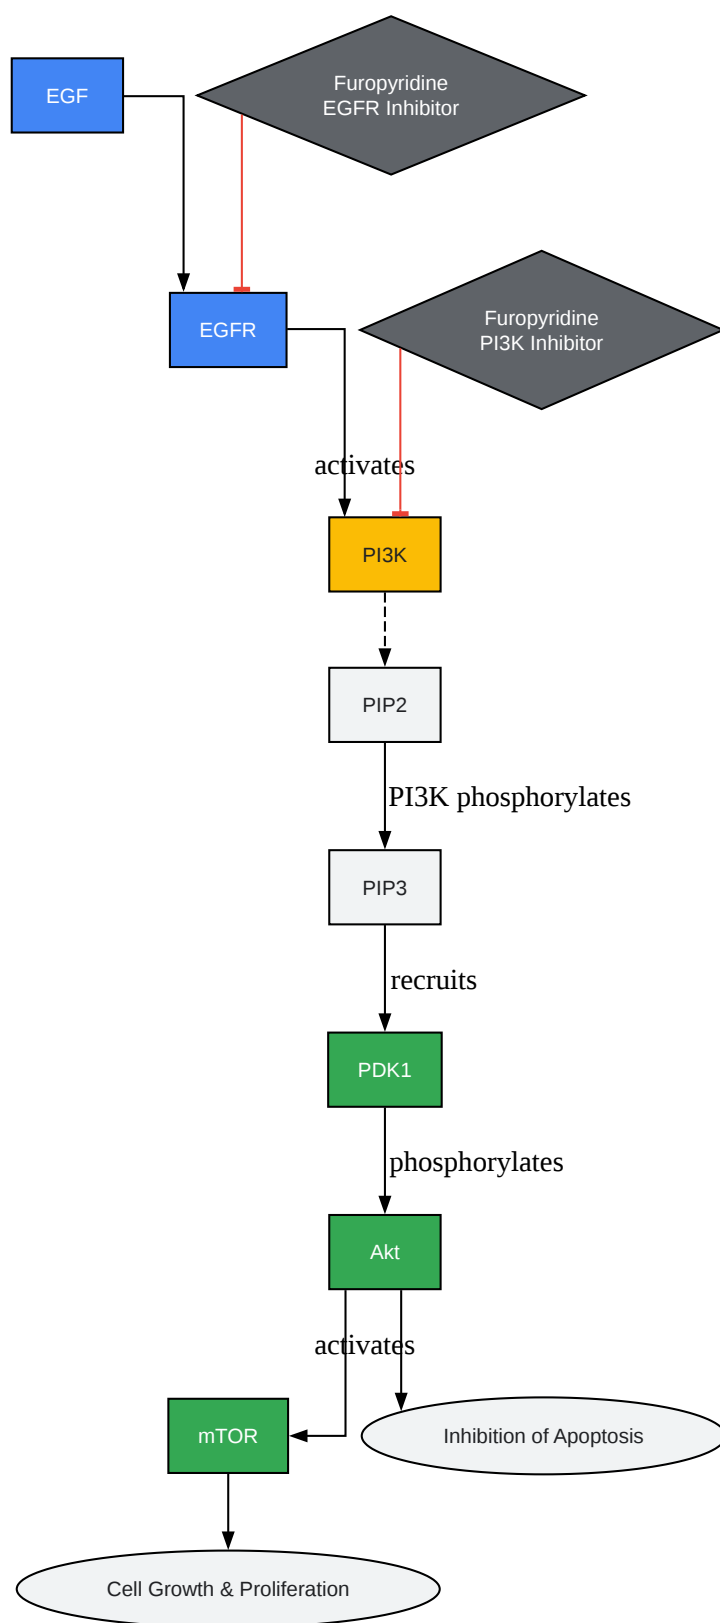 EGF
Furopyridine
EGFR Inhibitor
EGFR
Furopyridine
PI3K Inhibitor
activates
PI3K
PIP2
PI3K phosphorylates
PIP3
recruits
PDK1
phosphorylates
Akt
activates
mTOR
Inhibition of Apoptosis
Cell Growth & Proliferation